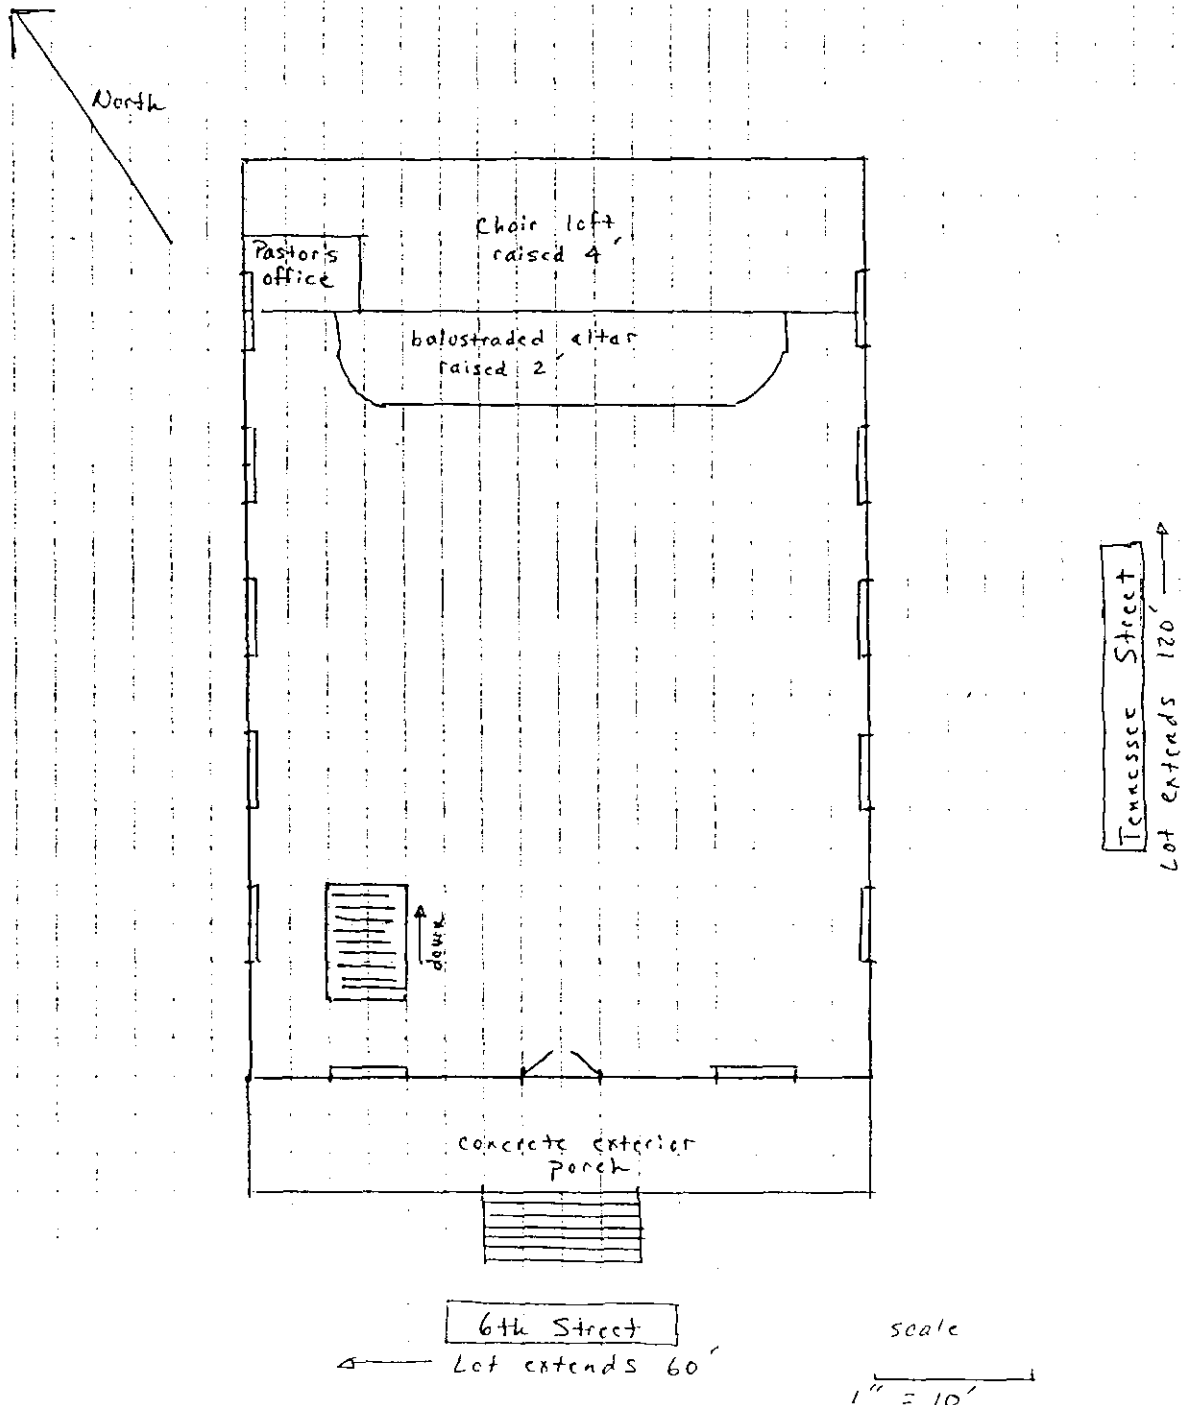 North
Choir loft
raised 4'
Pastor's
office
balustraded altar
raised 2'
down
concrete exterior
porch
6th Street
Lot extends 60'
Tennessee Street
Lot extends 120'
scale
1" = 10'